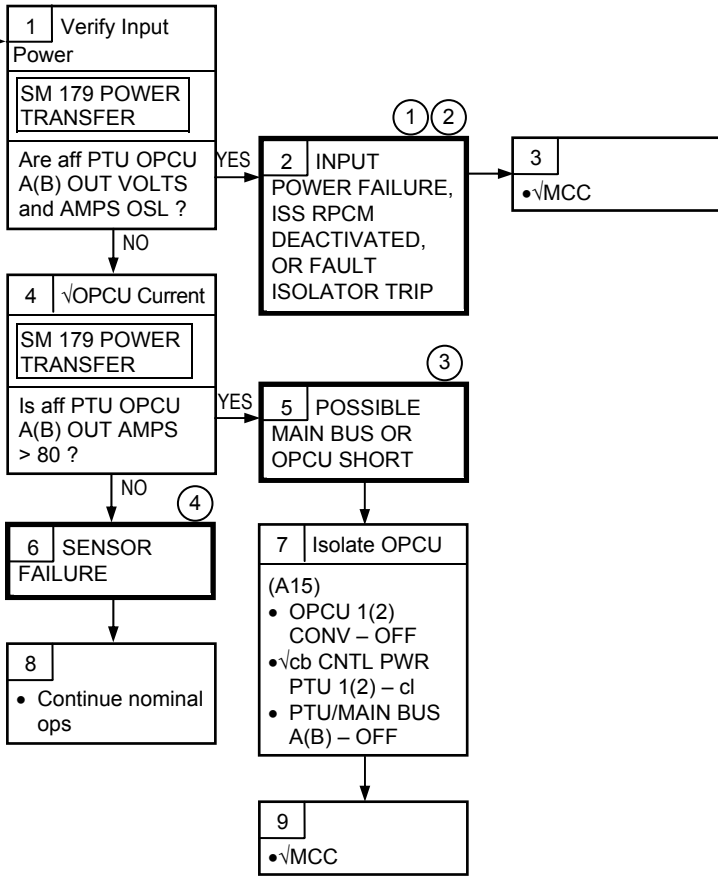 1 Verify Input
Power
SM 179 POWER
TRANSFER
Are aff PTU OPCU
A(B) OUT VOLTS
and AMPS OSL ?
YES
NO
1 2
2 INPUT
POWER FAILURE,
ISS RPCM
DEACTIVATED,
OR FAULT
ISOLATOR TRIP
3
•√MCC
4 √OPCU Current
SM 179 POWER
TRANSFER
Is aff PTU OPCU
A(B) OUT AMPS
> 80 ?
YES
NO
3
5 POSSIBLE
MAIN BUS OR
OPCU SHORT
4
6 SENSOR
FAILURE
7 Isolate OPCU
(A15)
• OPCU 1(2)
CONV – OFF
•√cb CNTL PWR
PTU 1(2) – cl
• PTU/MAIN BUS
A(B) – OFF
8
• Continue nominal
ops
9
•√MCC